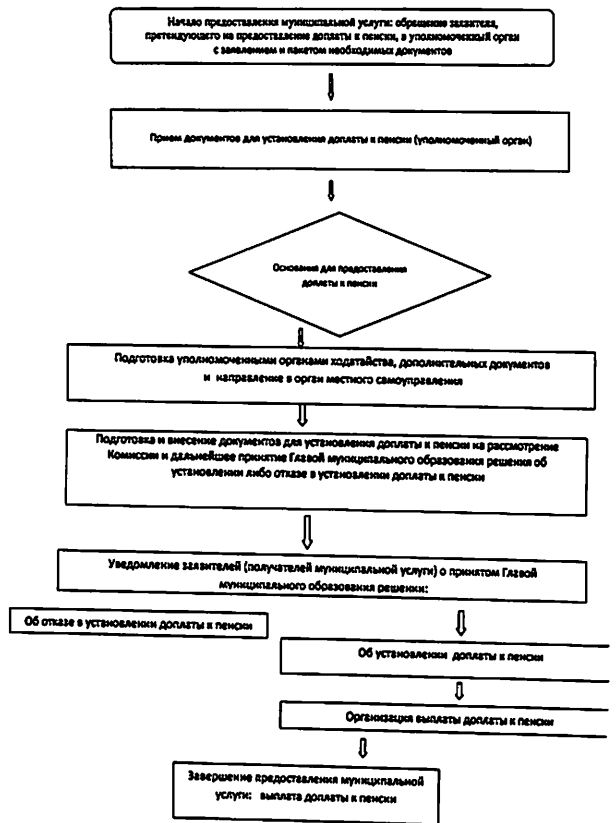 Начало предоставления муниципальной услуги: обращение заявителя,
претендующего на предоставление доплаты к пенсии, в уполномоченный орган
с заявлением и пакетом необходимых документов
Прием документов для установления доплаты к пенсии (уполномоченный орган)
Основания для предоставления
доплаты к пенсии
Подготовка уполномоченными органами ходатайства, дополнительных документов
и направление в орган местного самоуправления
Подготовка и внесение документов для установления доплаты к пенсии на рассмотрение
Комиссии и дальнейшее принятие Главой муниципального образования решения об
установлении либо отказе в установлении доплаты к пенсии
Уведомление заявителей (получателей муниципальной услуги) о принятом Главой
муниципального образования решении:
Об отказе в установлении доплаты к пенсии
Об установлении доплаты к пенсии
Организация выплаты доплаты к пенсии
Завершение предоставления муниципальной
услуги: выплата доплаты к пенсии